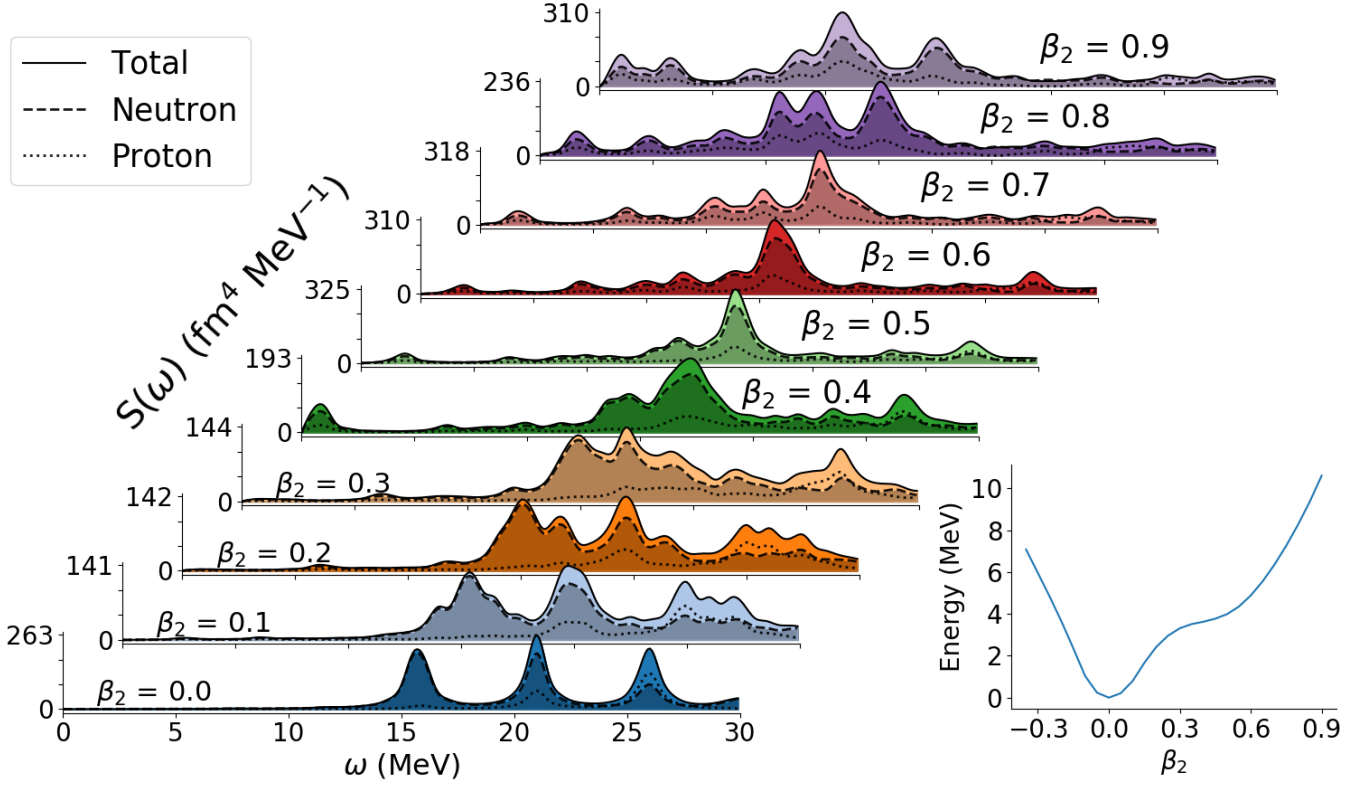 Total
Neutron
Proton
S(ω) (fm⁴ MeV⁻¹)
310
0
β₂ = 0.9
236
0
β₂ = 0.8
318
0
β₂ = 0.7
310
0
β₂ = 0.6
325
0
β₂ = 0.5
193
0
β₂ = 0.4
144
0
β₂ = 0.3
142
0
β₂ = 0.2
141
0
β₂ = 0.1
263
0
β₂ = 0.0
0 5 10 15 20 25 30
ω (MeV)
Energy (MeV)
10
8
6
4
2
0
−0.3 0.0 0.3 0.6 0.9
β₂